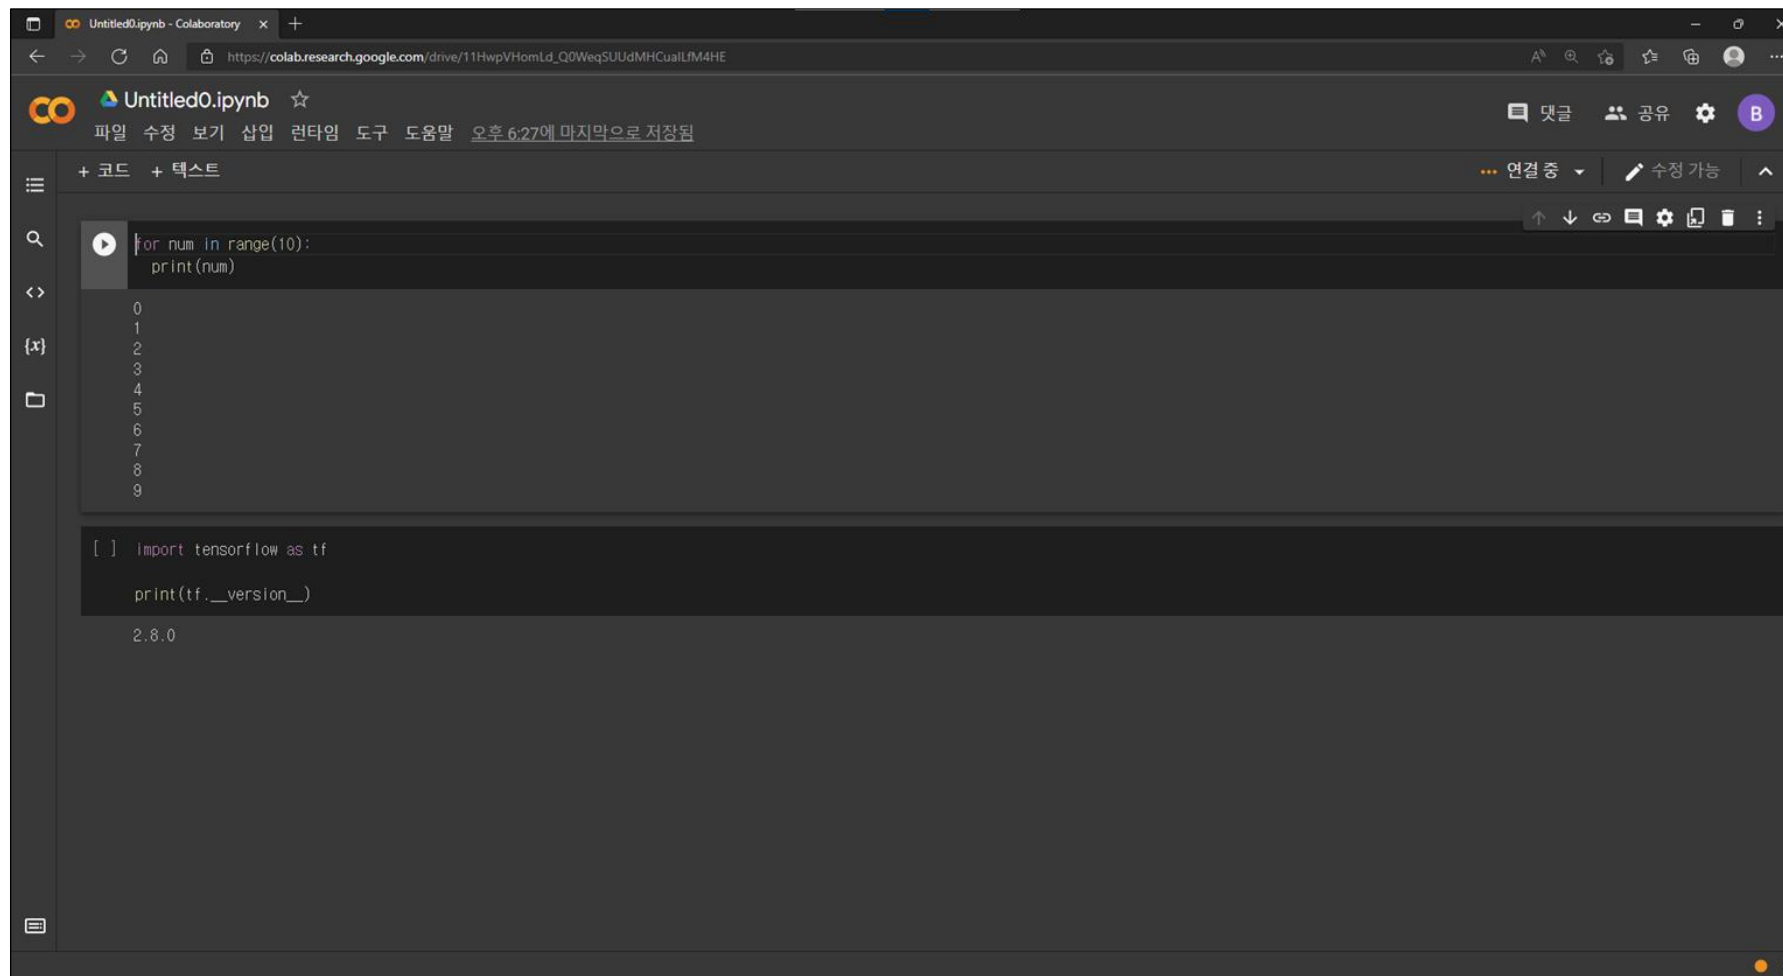 Untitled0.ipynb - Colaboratory
https://colab.research.google.com/drive/11HwpVHomLd_Q0WeqSUUdMHCuaILfM4HE
Untitled0.ipynb
댓글 공유 B
파일 수정 보기 삽입 런타임 도구 도움말 오후 6:27에 마지막으로 저장됨
+ 코드 + 텍스트 연결 중 수정 가능
for num in range(10):
print(num)
0
1
2
3
4
5
6
7
8
9
[ ] import tensorflow as tf
print(tf.__version__)
2.8.0